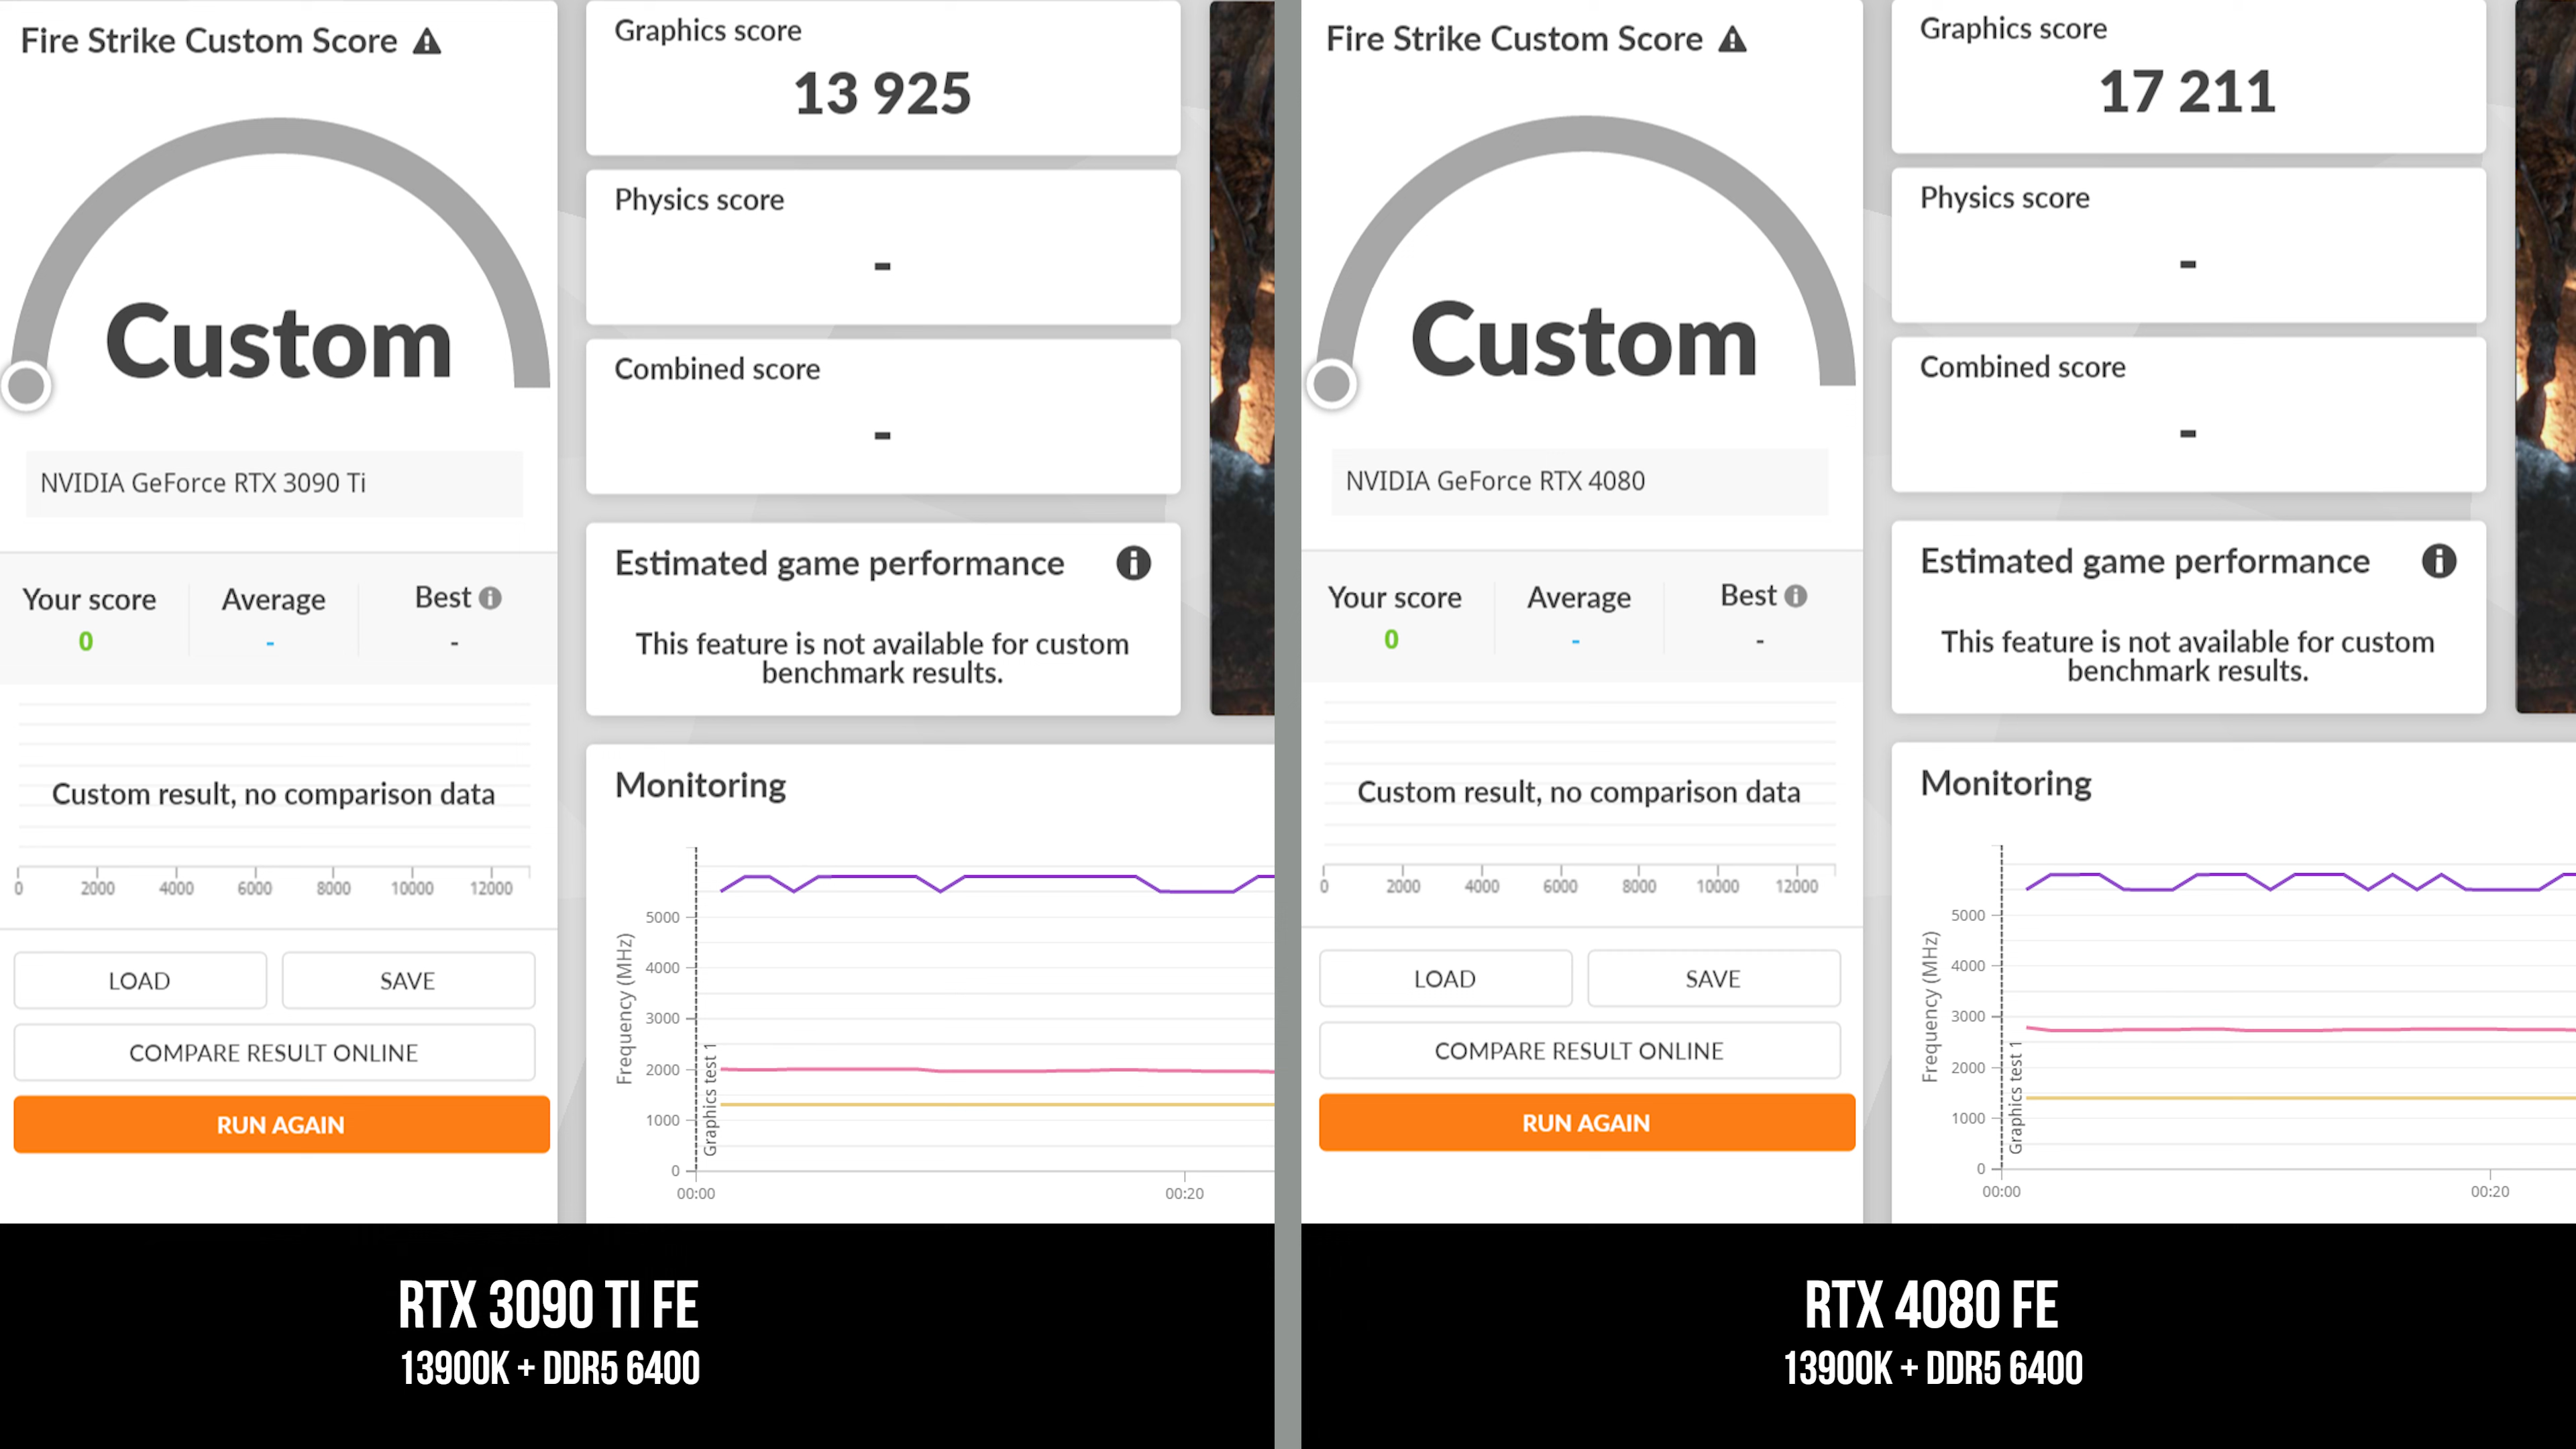 Fire Strike Custom Score
Custom
NVIDIA GeForce RTX 3090 Ti
Your score
0
Average
-
Best
-
Custom result, no comparison data
0 2000 4000 6000 8000 10000 12000
LOAD
SAVE
COMPARE RESULT ONLINE
RUN AGAIN
Graphics score
13 925
Physics score
-
Combined score
-
Estimated game performance
This feature is not available for custom
benchmark results.
Monitoring
Frequency (MHz)
5000
4000
3000
2000
1000
0
Graphics test 1
00:00 00:20
RTX 3090 TI FE
13900K + DDR5 6400
Fire Strike Custom Score
Custom
NVIDIA GeForce RTX 4080
Your score
0
Average
-
Best
-
Custom result, no comparison data
0 2000 4000 6000 8000 10000 12000
LOAD
SAVE
COMPARE RESULT ONLINE
RUN AGAIN
Graphics score
17 211
Physics score
-
Combined score
-
Estimated game performance
This feature is not available for custom
benchmark results.
Monitoring
Frequency (MHz)
5000
4000
3000
2000
1000
0
Graphics test 1
00:00 00:20
RTX 4080 FE
13900K + DDR5 6400